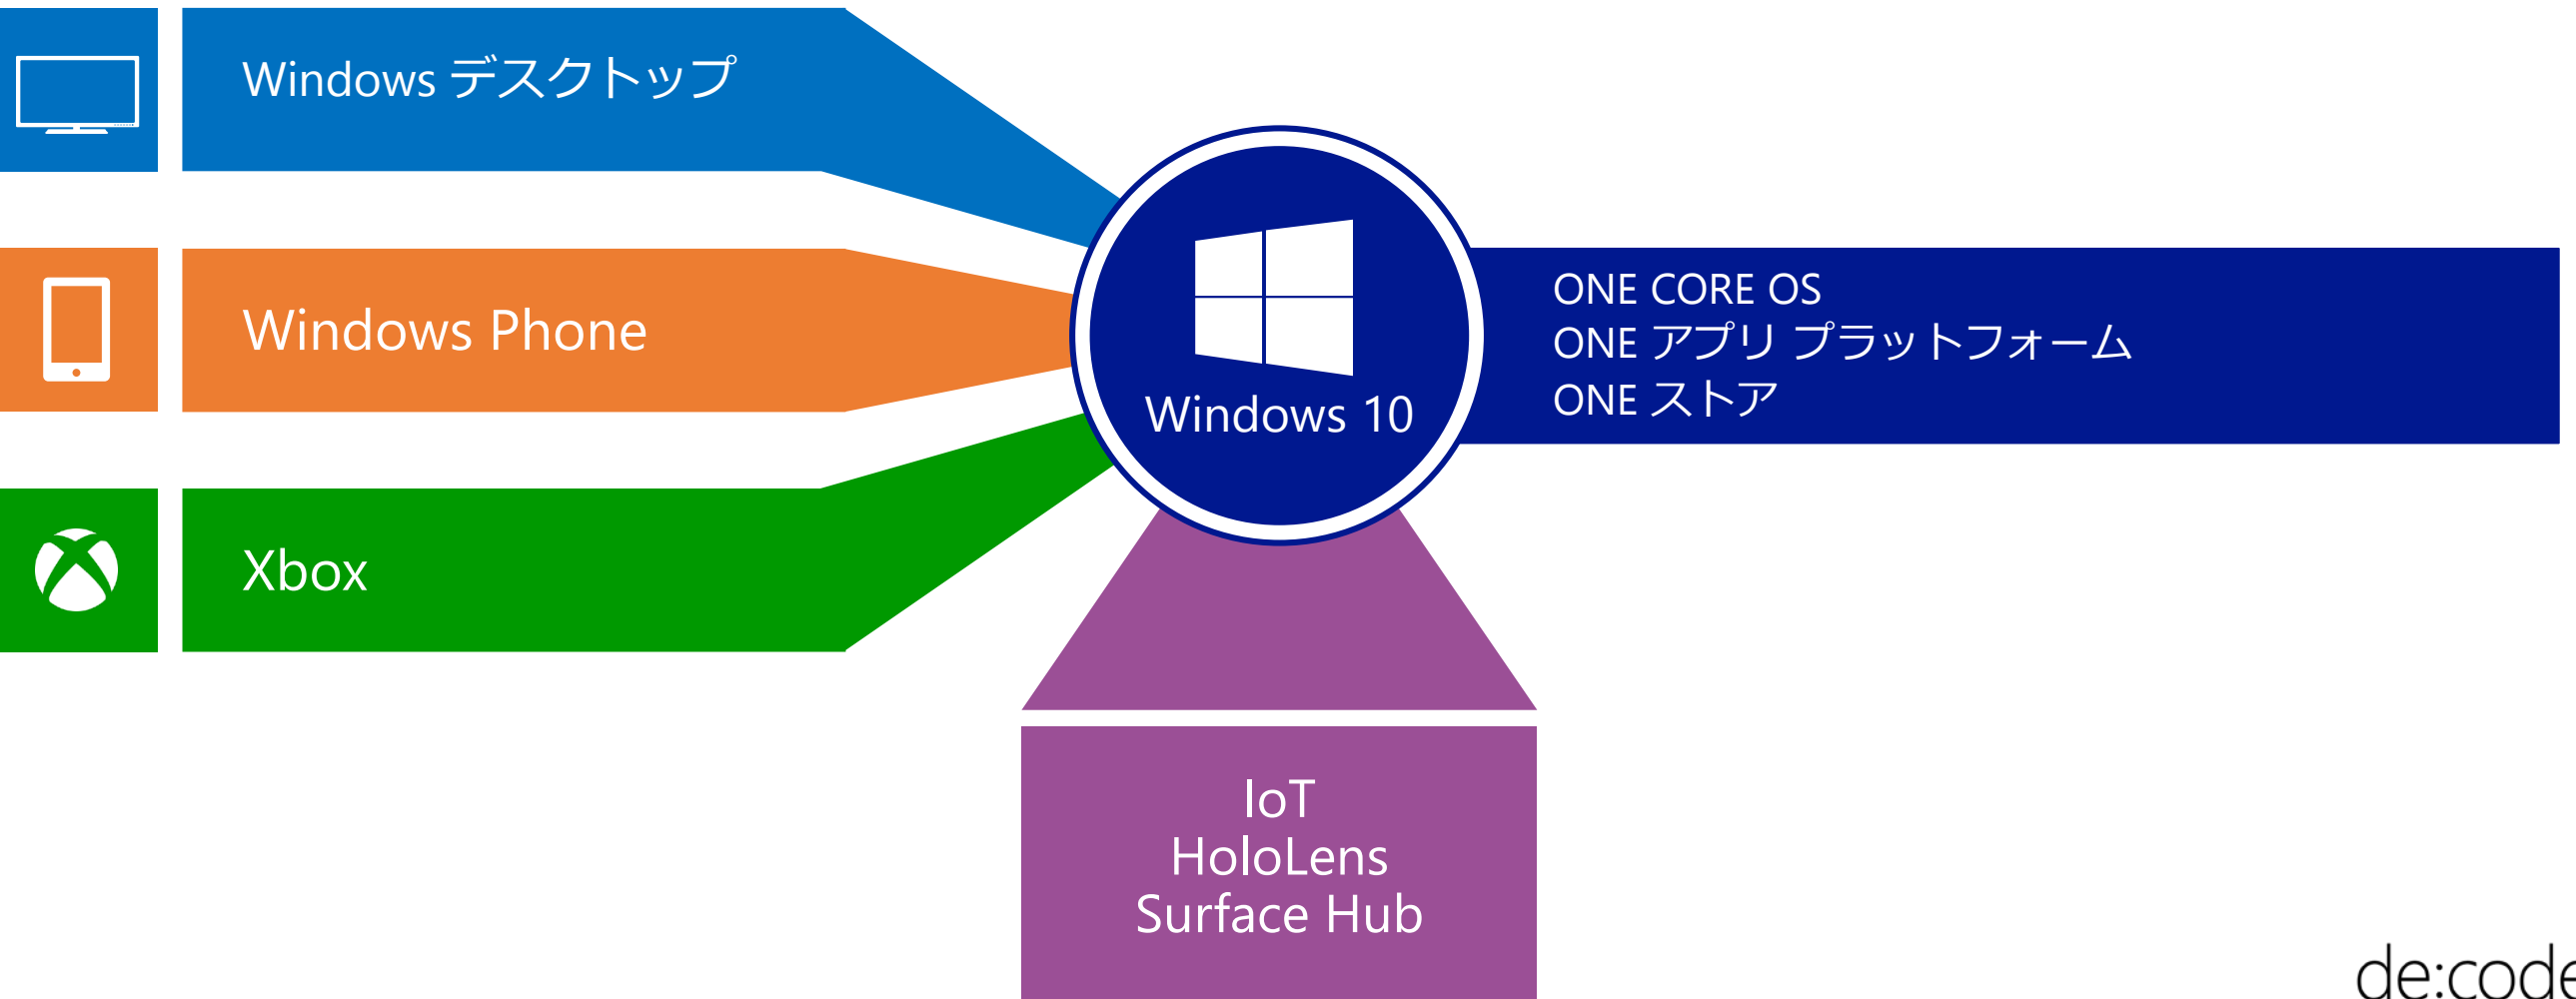 Windows デスクトップ
Windows Phone
Xbox
Windows 10
ONE CORE OS
ONE アプリ プラットフォーム
ONE ストア
IoT
HoloLens
Surface Hub
de:code